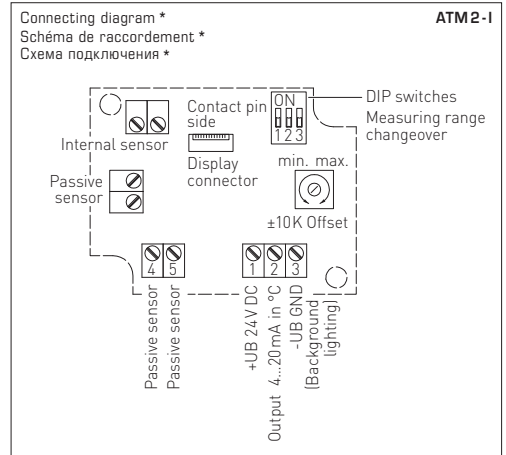 Connecting diagram *
ATM 2 - I
Schéma de raccordement *
Схема подключения *
ON
1 2 3
DIP switches
Measuring range
changeover
Contact pin
side
Internal sensor
Display
connector
min. max.
Passive
sensor
±10K Offset
4 5
1 2 3
Passive sensor
Passive sensor
+UB 24V DC
Output 4...20mA in °C
-UB GND
(Background
lighting)